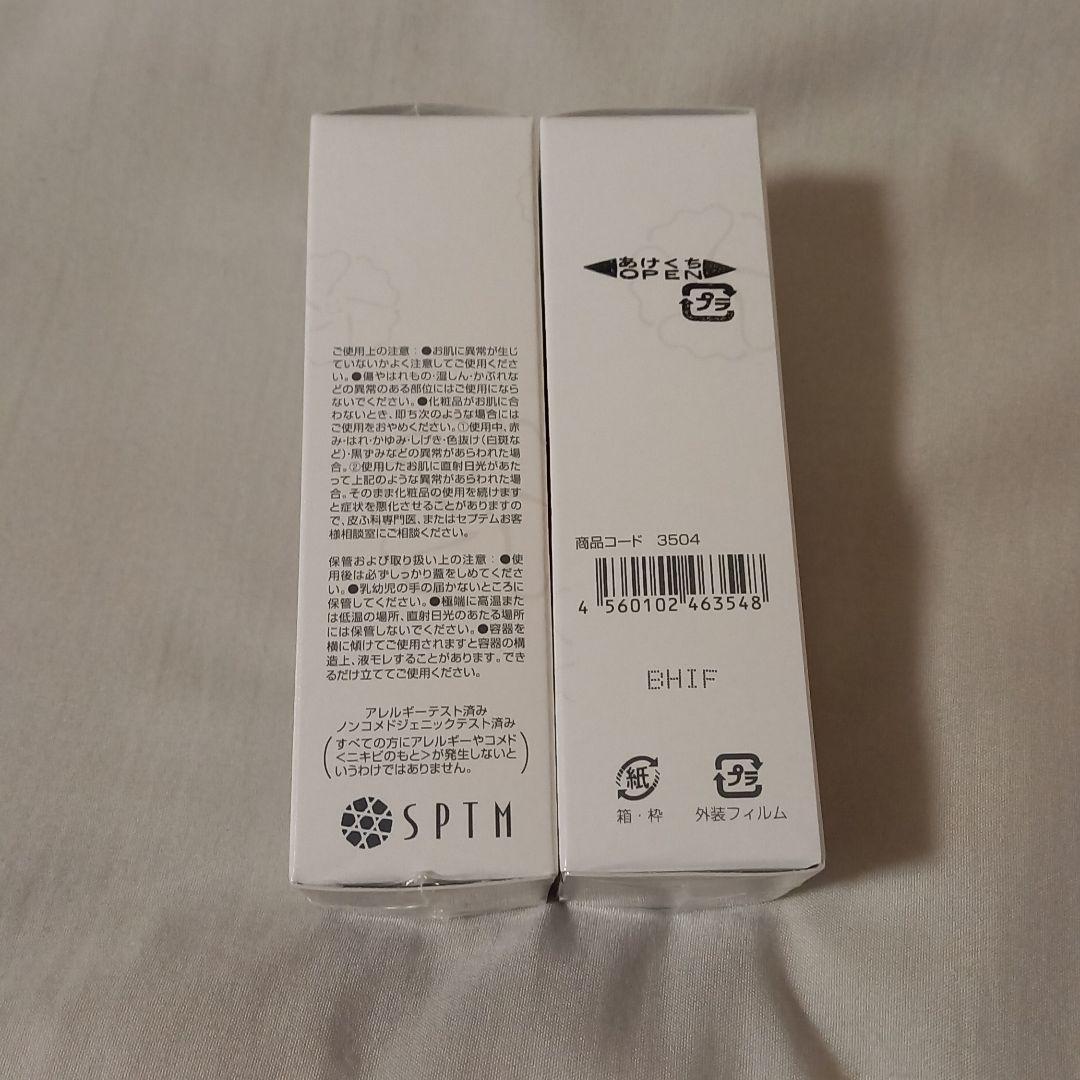 ご使用上の注意：●お肌に異常が生じ
ていないかよく注意してご使用くださ
い。●傷やはれもの・湿しん・かぶれな
どの異常のある部位にはご使用になら
ないでください。●化粧品がお肌に合
わないとき、即ち次のような場合には
ご使用をおやめください。①使用中、赤
み・はれ・かゆみ・しげき・色抜け(白斑な
ど)・黒ずみなどの異常があらわれた場
合。②使用したお肌に直射日光があた
って上記のような異常があらわれた場
合。そのまま化粧品の使用を続けます
と症状を悪化させることがありますの
で、皮ふ科専門医、またはセプテムお客
様相談室にご相談ください。
保管および取り扱い上の注意：●使
用後は必ずしっかり蓋をしめてくださ
い。●乳幼児の手の届かないところに
保管してください。●極端に高温また
は低温の場所、直射日光のあたる場所
には保管しないでください。●容器を
横に傾けてご使用されますと容器の構
造上、液モレすることがあります。でき
るだけ立ててご使用ください。
アレルギーテスト済み
ノンコメドジェニックテスト済み
(すべての方にアレルギーやコメド
<ニキビのもと>が発生しないと
いうわけではありません。)
SPTM
あけくち
OPEN
プラ
商品コード 3504
4 560102 463548
BHIF
紙
箱・枠
プラ
外装フィルム